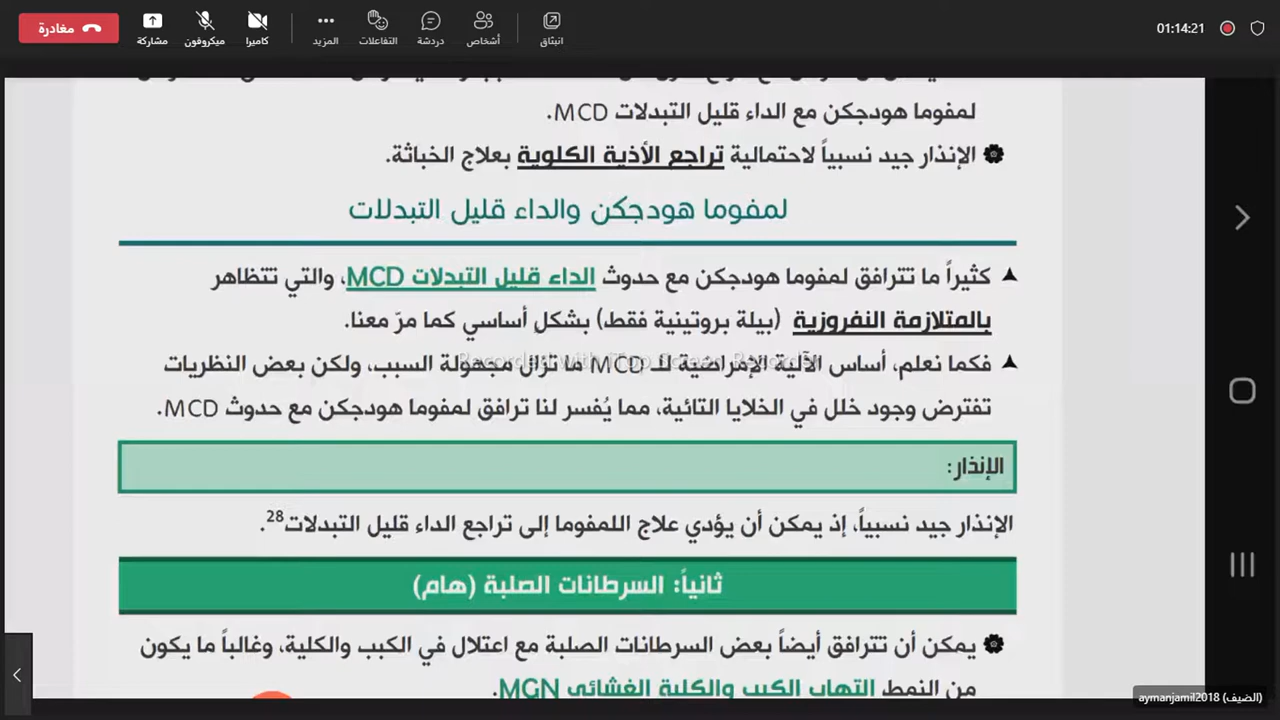 مغادرة
مشاركة
ميكروفون
كاميرا
المزيد
التفاعلات
دردشة
أشخاص
انبثاق
01:14:21
لمفوما هودجكن مع الداء قليل التبدلات MCD.
الإنذار جيد نسبياً لاحتمالية تراجع الأذية الكلوية بعلاج الخباثة.
لمفوما هودجكن والداء قليل التبدلات
كثيراً ما تترافق لمفوما هودجكن مع حدوث الداء قليل التبدلات MCD، والتي تتظاهر
بالمتلازمة النفروزية (بيلة بروتينية فقط) بشكلٍ أساسي كما مرّ معنا.
فكما نعلم، أساس الآلية الإمراضية للـ MCD ما تزال مجهولة السبب، ولكن بعض النظريات
Recorded with iTop Screen Recorder
تفترض وجود خلل في الخلايا التائية، مما يُفسر لنا ترافق لمفوما هودجكن مع حدوث MCD.
الإنذار:
الإنذار جيد نسبياً، إذ يمكن أن يؤدي علاج اللمفوما إلى تراجع الداء قليل التبدلات28.
ثانياً: السرطانات الصلبة (هام)
يمكن أن تترافق أيضاً بعض السرطانات الصلبة مع اعتلال في الكبب والكلية، وغالباً ما يكون
من النمط التهاب الكبب والكلية الغشائي MGN.
aymanjamil2018 (الضيف)